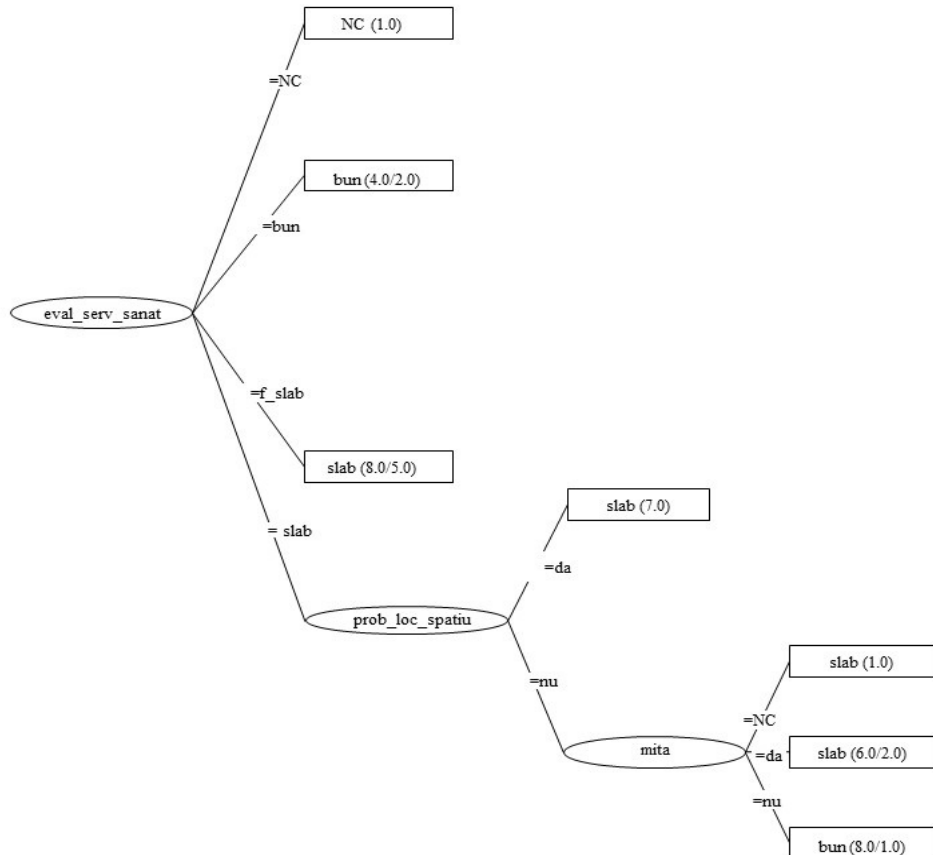 NC (1.0)
=NC
bun (4.0/2.0)
=bun
eval_serv_sanat
=f_slab
slab (8.0/5.0)
slab (7.0)
= slab
=da
prob_loc_spatiu
slab (1.0)
=nu
=NC
mita
=da
slab (6.0/2.0)
=nu
bun (8.0/1.0)